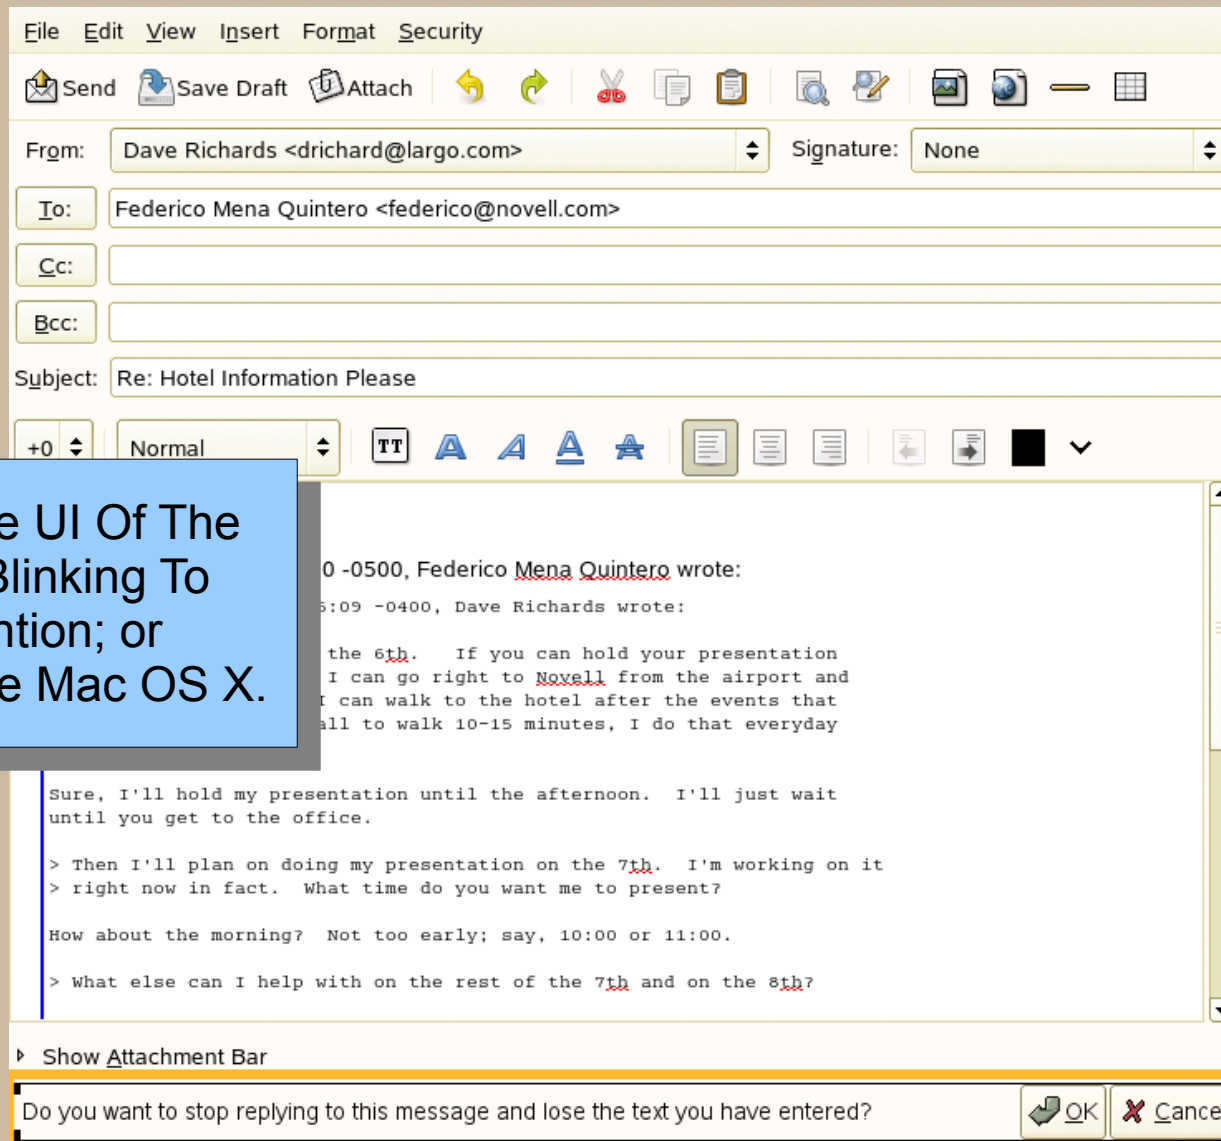 File Edit View Insert Format Security
Send Save Draft Attach
From: Dave Richards <drichard@largo.com> Signature: None
To: Federico Mena Quintero <federico@novell.com>
Cc:
Bcc:
Subject: Re: Hotel Information Please
+0 Normal TT A A A A
e UI Of The
Blinking To
ntion; or
e Mac OS X.
0 -0500, Federico Mena Quintero wrote:
:09 -0400, Dave Richards wrote:
the 6th. If you can hold your presentation
I can go right to Novell from the airport and
I can walk to the hotel after the events that
all to walk 10-15 minutes, I do that everyday
Sure, I'll hold my presentation until the afternoon. I'll just wait
until you get to the office.
> Then I'll plan on doing my presentation on the 7th. I'm working on it
> right now in fact. What time do you want me to present?
How about the morning? Not too early; say, 10:00 or 11:00.
> What else can I help with on the rest of the 7th and on the 8th?
Show Attachment Bar
Do you want to stop replying to this message and lose the text you have entered? OK Cance